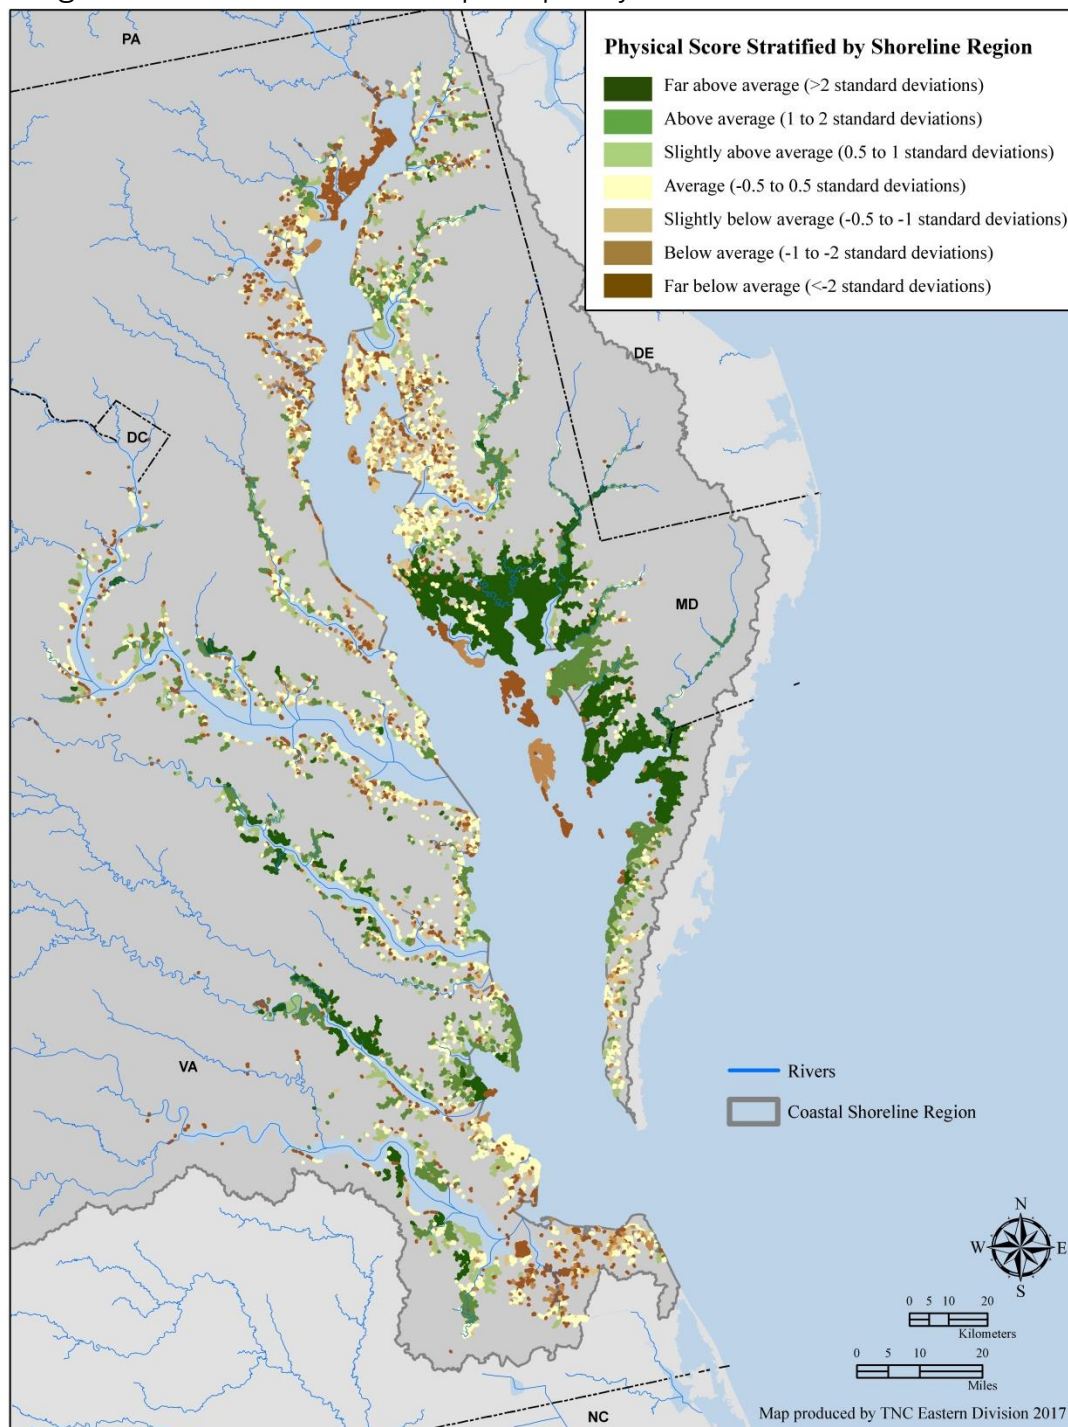 PA
Physical Score Stratified by Shoreline Region
Far above average (>2 standard deviations)
Above average (1 to 2 standard deviations)
Slightly above average (0.5 to 1 standard deviations)
Average (-0.5 to 0.5 standard deviations)
Slightly below average (-0.5 to -1 standard deviations)
Below average (-1 to -2 standard deviations)
Far below average (<-2 standard deviations)
DE
DC
MD
VA
Rivers
Coastal Shoreline Region
N
W
E
S
0 5 10 20
Kilometers
0 5 10 20
Miles
NC
Map produced by TNC Eastern Division 2017